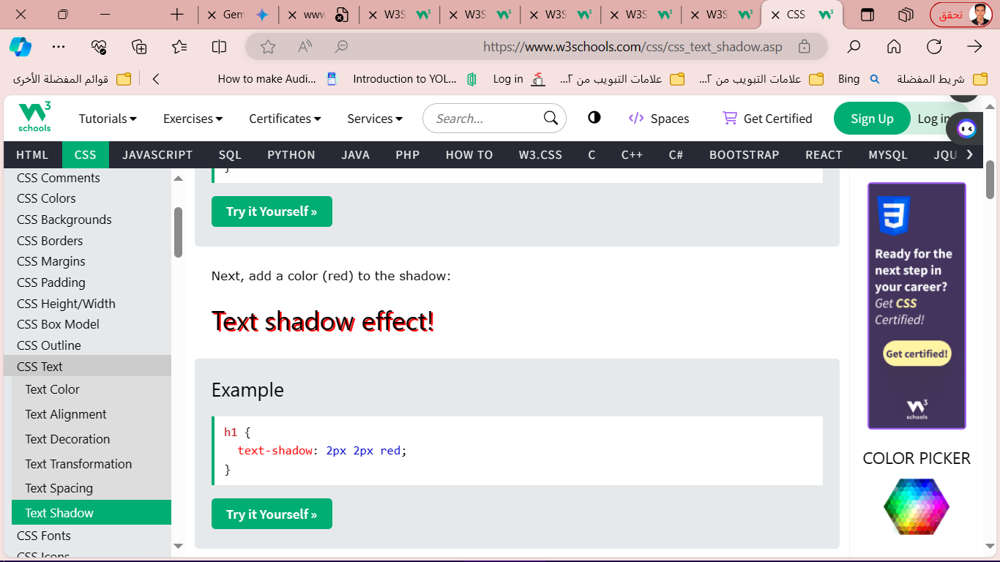 Gem
www
W3S
W3S
W3S
W3S
W3S
CSS
تحقق
https://www.w3schools.com/css/css_text_shadow.asp
قوائم المفضلة الأخرى
How to make Audi...
Introduction to YOL...
Log in
علامات التبويب من ٢...
علامات التبويب من ٢...
Bing
شريط المفضلة
W3 schools
Tutorials
Exercises
Certificates
Services
Search...
Spaces
Get Certified
Sign Up
Log in
HTML
CSS
JAVASCRIPT
SQL
PYTHON
JAVA
PHP
HOW TO
W3.CSS
C
C++
C#
BOOTSTRAP
REACT
MYSQL
JQU
CSS Comments
CSS Colors
CSS Backgrounds
CSS Borders
CSS Margins
CSS Padding
CSS Height/Width
CSS Box Model
CSS Outline
CSS Text
Text Color
Text Alignment
Text Decoration
Text Transformation
Text Spacing
Text Shadow
CSS Fonts
CSS Icons
}
Try it Yourself »
Next, add a color (red) to the shadow:
Text shadow effect!
Example
h1 {
text-shadow: 2px 2px red;
}
Try it Yourself »
Ready for the
next step in
your career?
Get CSS
Certified!
Get certified!
W3 schools
COLOR PICKER